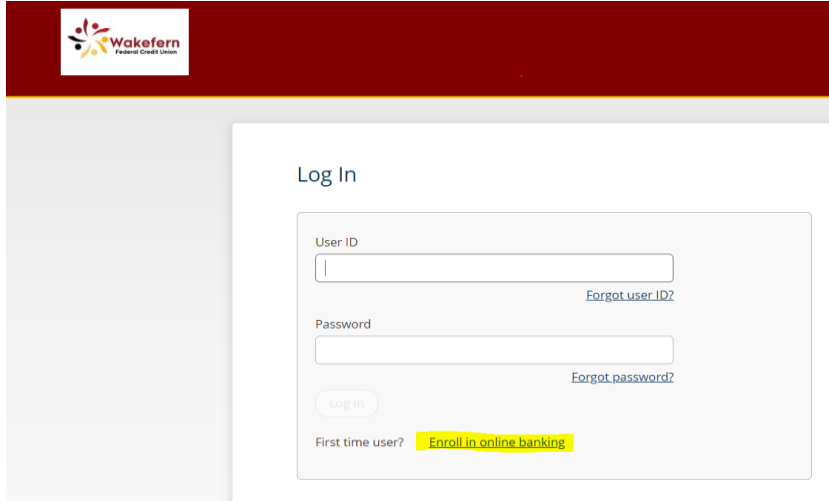 Wakefern
Federal Credit Union
Log In
User ID
Forgot user ID?
Password
Forgot password?
Log In
First time user? Enroll in online banking